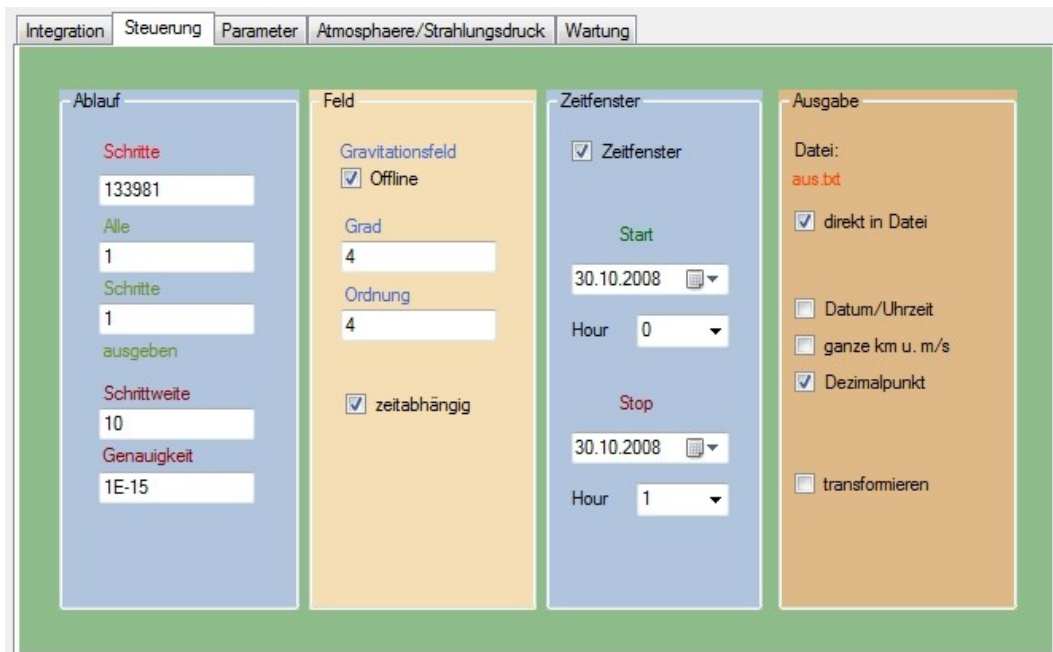 Integration Steuerung Parameter Atmosphaere/Strahlungsdruck Wartung
Ablauf
Schritte
133981
Alle
1
Schritte
1
ausgeben
Schrittweite
10
Genauigkeit
1E-15
Feld
Gravitationsfeld
Offline
Grad
4
Ordnung
4
zeitabhängig
Zeitfenster
Zeitfenster
Start
30.10.2008
Hour 0
Stop
30.10.2008
Hour 1
Ausgabe
Datei:
aus.txt
direkt in Datei
Datum/Uhrzeit
ganze km u. m/s
Dezimalpunkt
transformieren